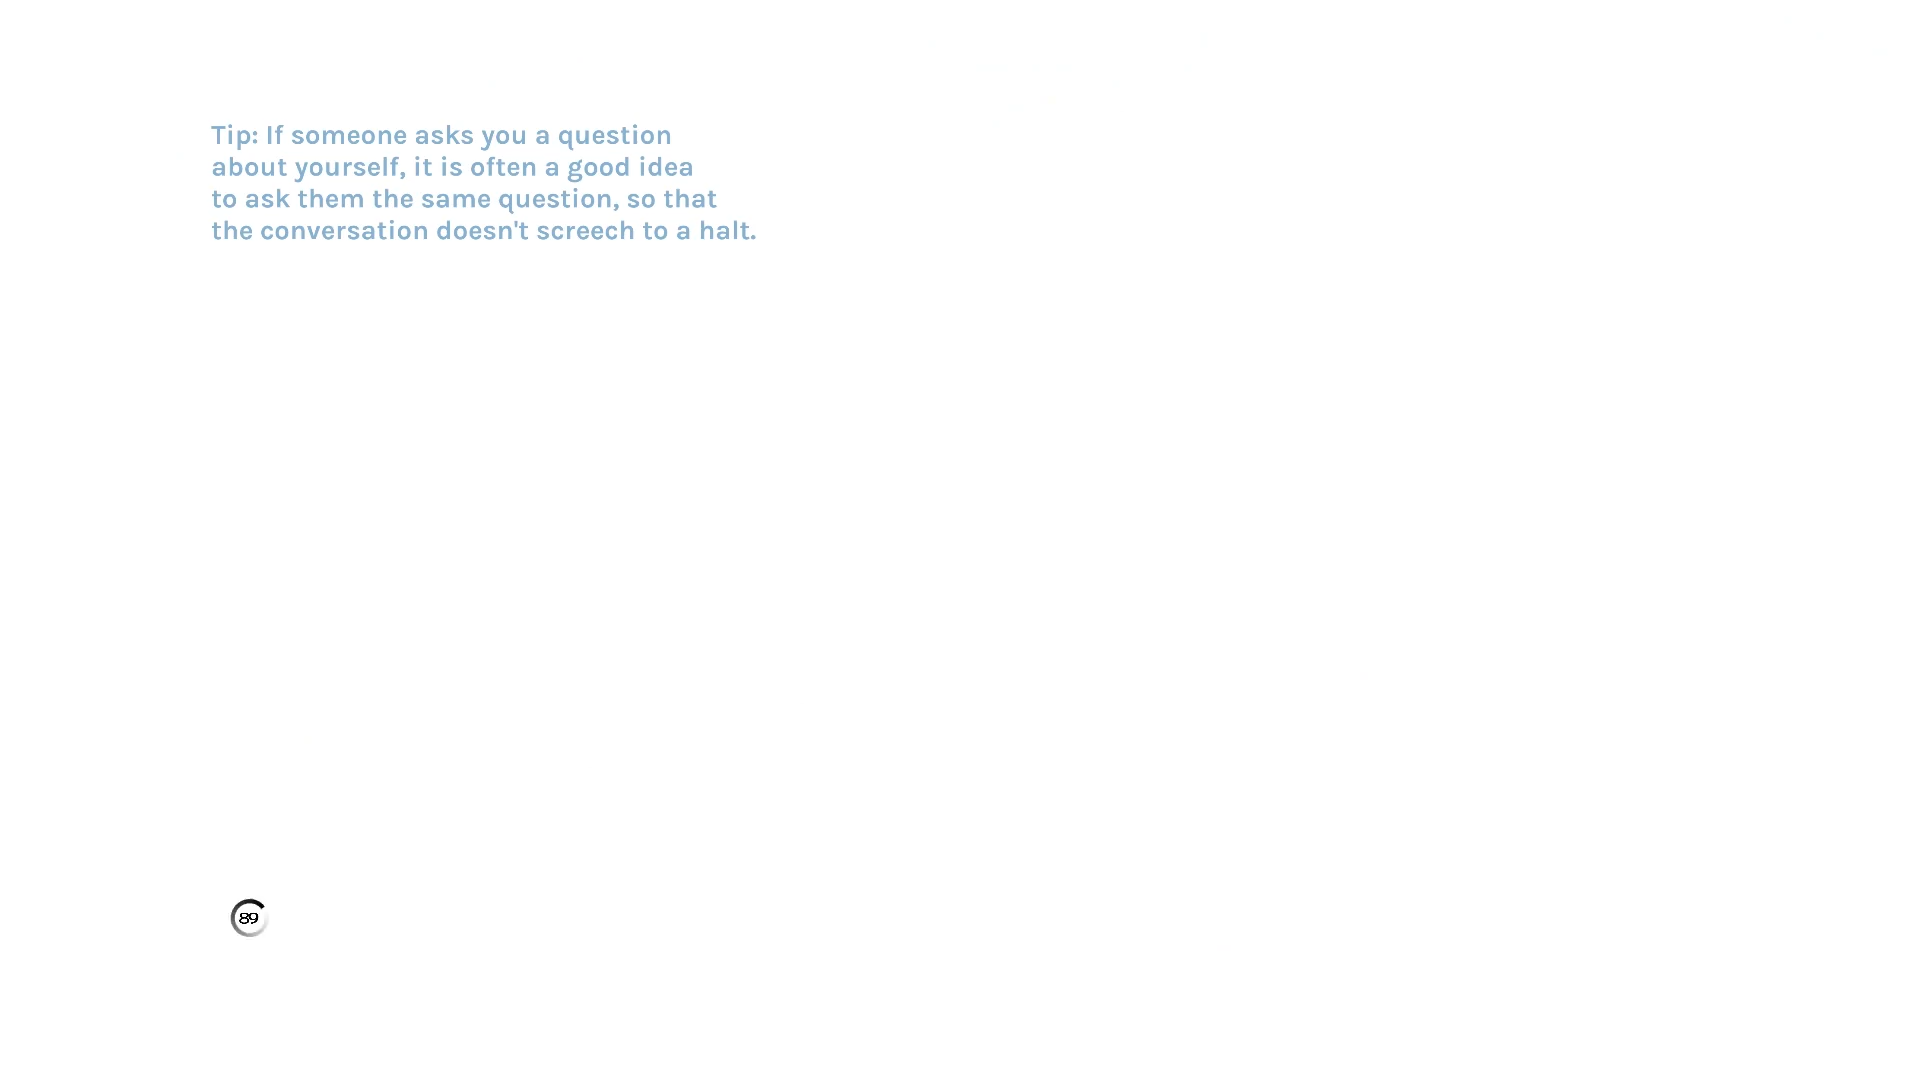 Tip: If someone asks you a question
about yourself, it is often a good idea
to ask them the same question, so that
the conversation doesn't screech to a halt.
89